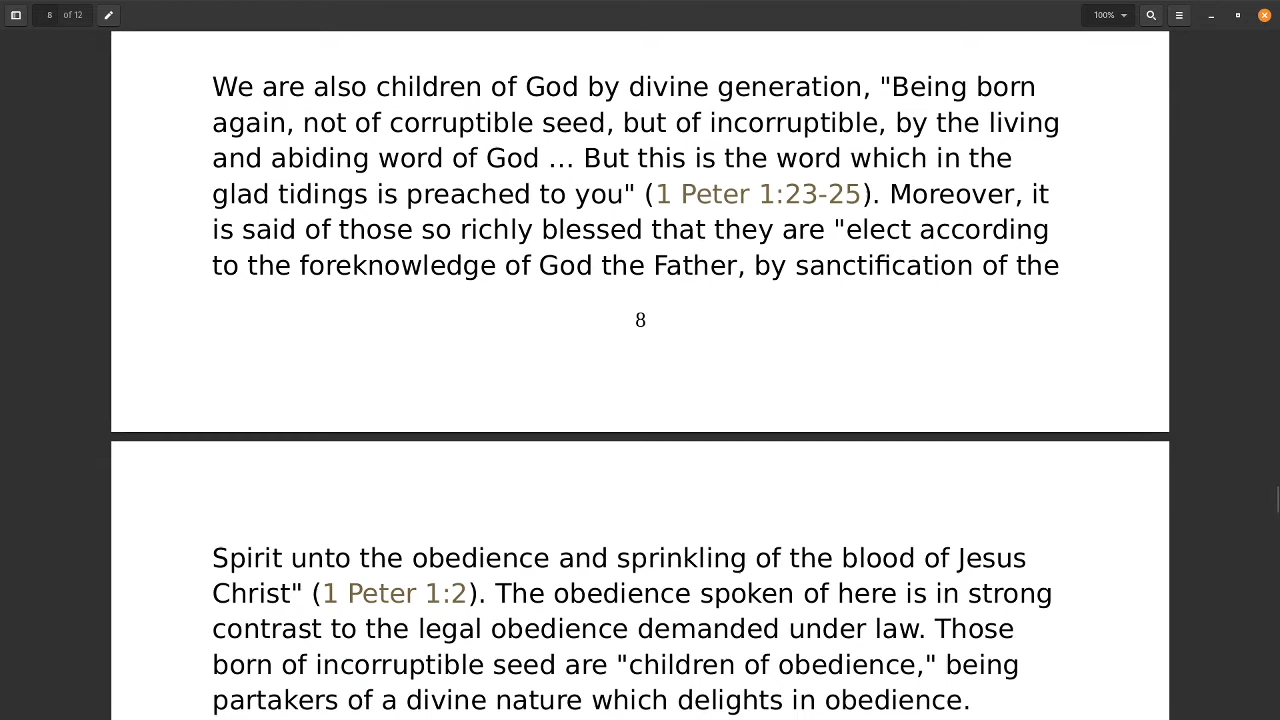 8 of 12
100%
We are also children of God by divine generation, "Being born
again, not of corruptible seed, but of incorruptible, by the living
and abiding word of God ... But this is the word which in the
glad tidings is preached to you" (1 Peter 1:23-25). Moreover, it
is said of those so richly blessed that they are "elect according
to the foreknowledge of God the Father, by sanctification of the
8
Spirit unto the obedience and sprinkling of the blood of Jesus
Christ" (1 Peter 1:2). The obedience spoken of here is in strong
contrast to the legal obedience demanded under law. Those
born of incorruptible seed are "children of obedience," being
partakers of a divine nature which delights in obedience.